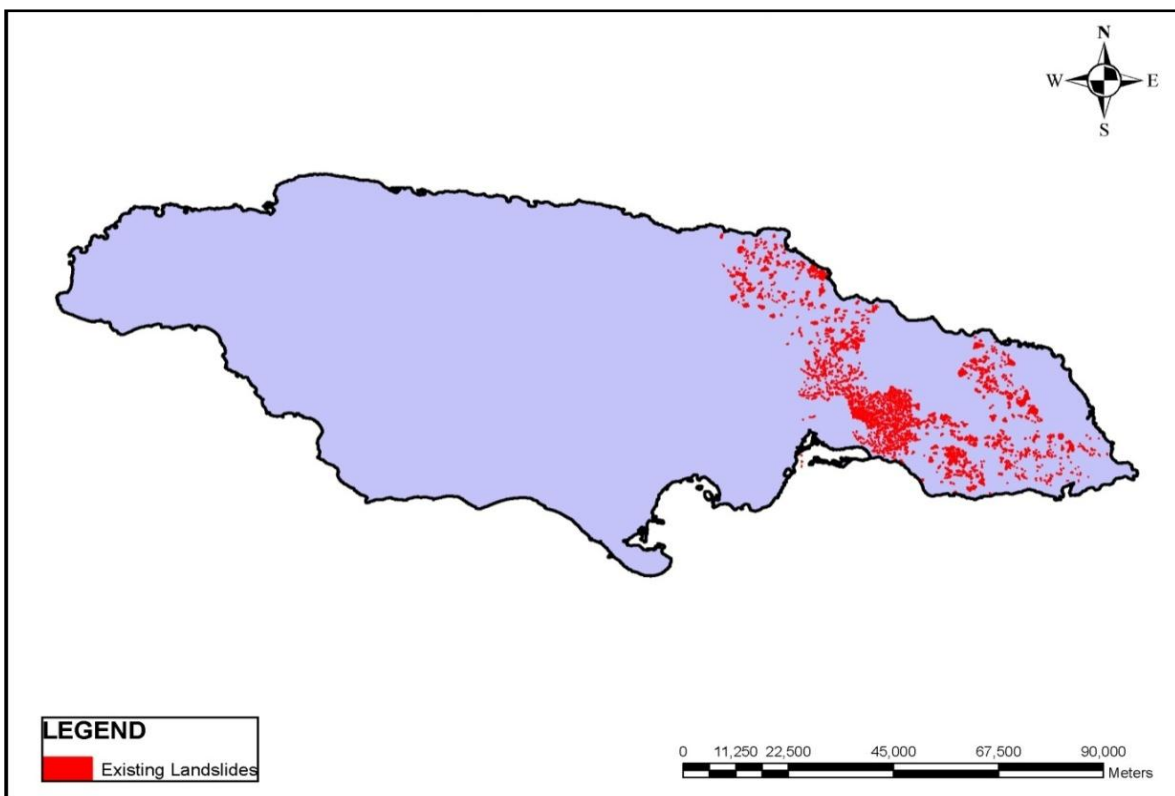 N
W E
S
LEGEND
Existing Landslides
0 11,250 22,500 45,000 67,500 90,000
Meters